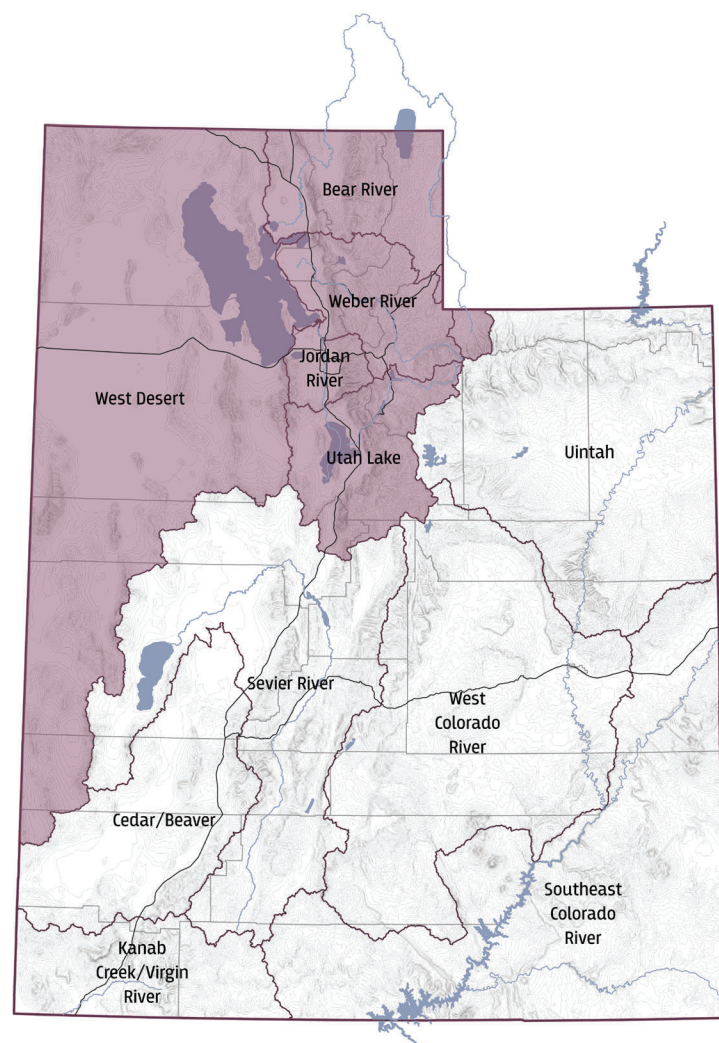 Bear River
Weber River
Jordan
River
West Desert
Utah Lake
Uintah
Sevier River
West
Colorado
River
Cedar/Beaver
Southeast
Colorado
River
Kanab
Creek/Virgin
River